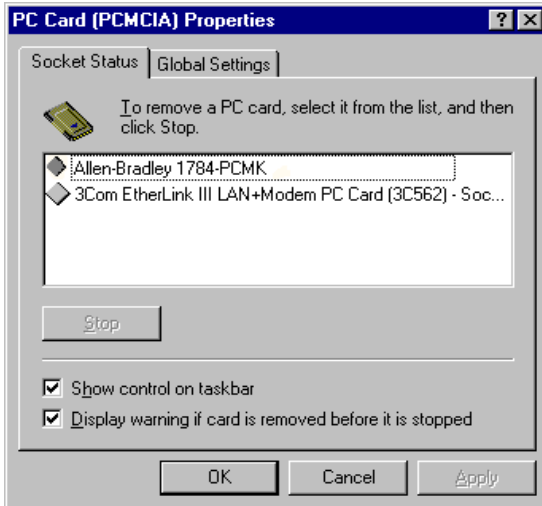 PC Card (PCMCIA) Properties
Socket Status
Global Settings
To remove a PC card, select it from the list, and then
click Stop.
Allen-Bradley 1784-PCMK
3Com EtherLink III LAN+Modem PC Card (3C562) - Soc...
Stop
Show control on taskbar
Display warning if card is removed before it is stopped
OK
Cancel
Apply